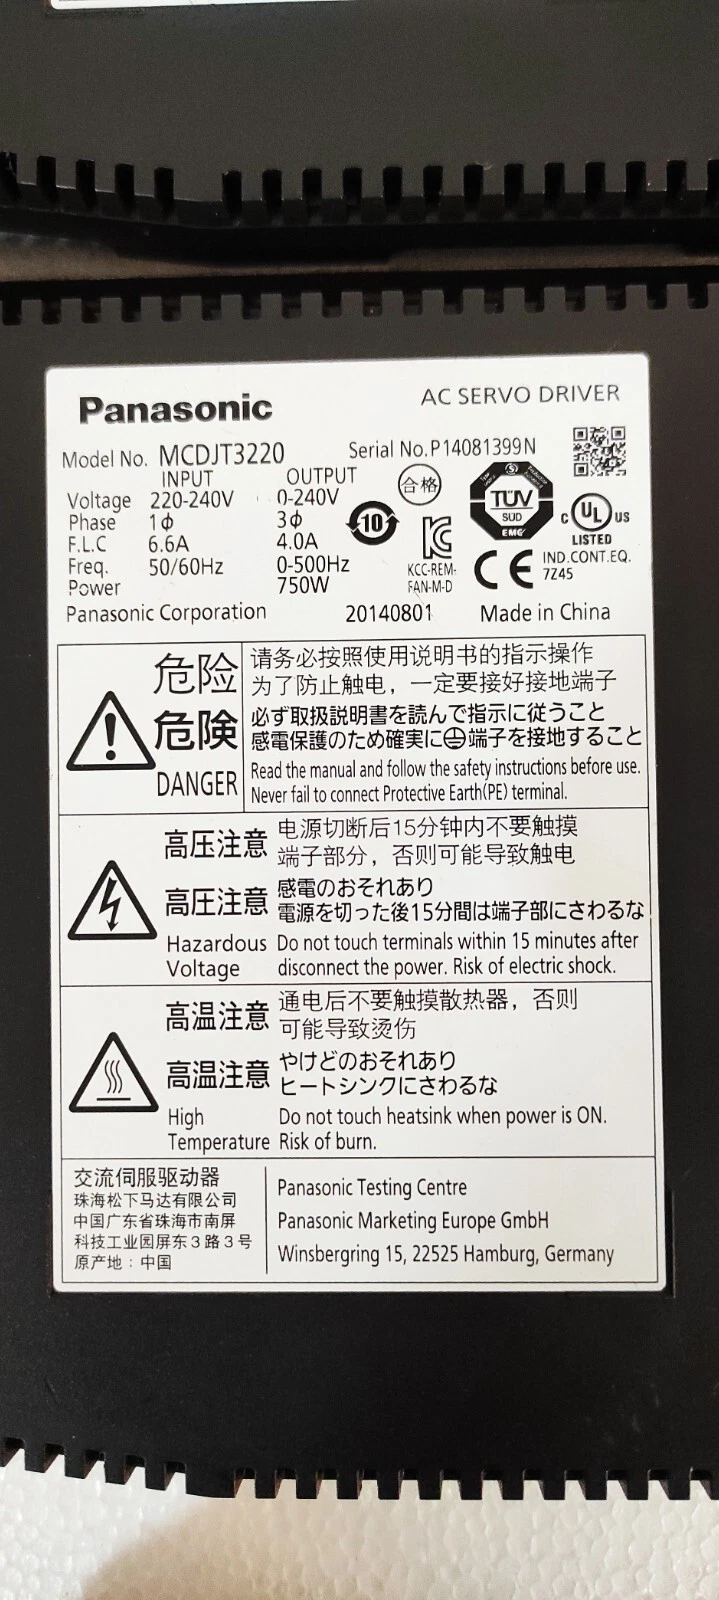 Panasonic AC SERVO DRIVER
Model No. MCDJT3220 Serial No. P14081399N
INPUT OUTPUT
Voltage 220-240V 0-240V
Phase 1ϕ 3ϕ
F.L.C 6.6A 4.0A
Freq. 50/60Hz 0-500Hz
Power 750W
合格
10
TÜV
SÜD
EMC
KCC-REM-
FAN-M-D
CE
C UL US
LISTED
IND.CONT.EQ.
7Z45
Panasonic Corporation 20140801 Made in China
危险
请务必按照使用说明书的指示操作
为了防止触电，一定要接好接地端子
危険
必ず取扱説明書を読んで指示に従うこと
感電保護のため確実に⏚端子を接地すること
DANGER
Read the manual and follow the safety instructions before use.
Never fail to connect Protective Earth(PE) terminal.
高压注意
电源切断后15分钟内不要触摸
端子部分，否则可能导致触电
高圧注意
感電のおそれあり
電源を切った後15分間は端子部にさわるな
Hazardous
Voltage
Do not touch terminals within 15 minutes after
disconnect the power. Risk of electric shock.
高温注意
通电后不要触摸散热器，否则
可能导致烫伤
高温注意
やけどのおそれあり
ヒートシンクにさわるな
High
Temperature
Do not touch heatsink when power is ON.
Risk of burn.
交流伺服驱动器
珠海松下马达有限公司
中国广东省珠海市南屏
科技工业园屏东3路3号
原产地：中国
Panasonic Testing Centre
Panasonic Marketing Europe GmbH
Winsbergring 15, 22525 Hamburg, Germany